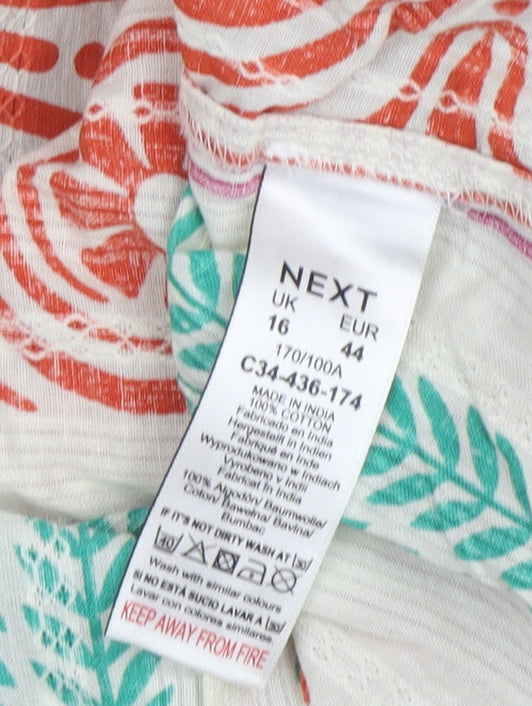 NEXT
UK EUR
16 44
170/100A
C34-436-174
MADE IN INDIA
100% COTTON
Fabricado en India
Hergestellt in Indien
Fabriqué en Inde
Wyprodukowano w Indiach
Vyrobeno v Indii
Fabricat în India
100% Algodón/ Baumwolle/
Coton/ Bawełna/ Bavlna/
Bumbac
IF IT'S NOT DIRTY WASH AT 30/
40
Wash with similar colours
SI NO ESTÁ SUCIO LAVAR A 30/
Lavar con colores similares.
KEEP AWAY FROM FIRE